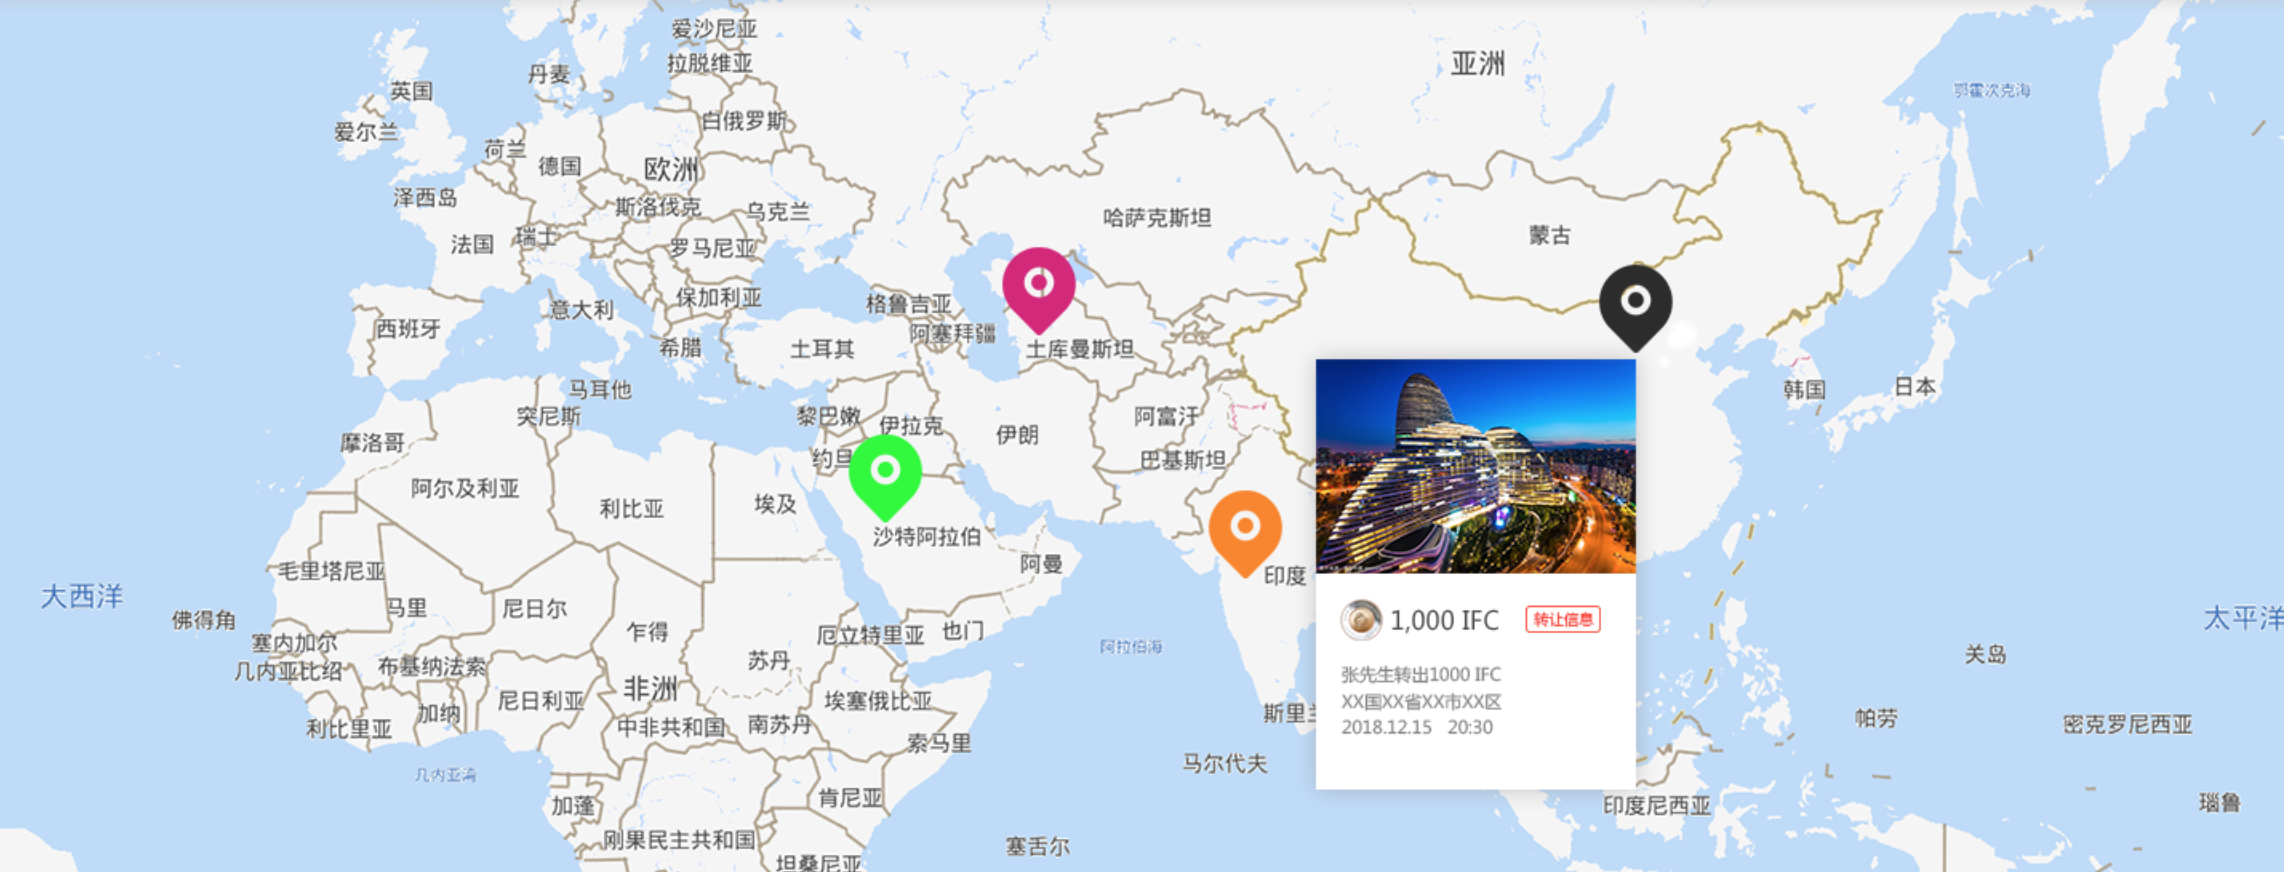 爱沙尼亚
拉脱维亚
亚洲
丹麦
英国
鄂霍次克海
白俄罗斯
爱尔兰
荷兰
德国
欧洲
泽西岛
斯洛伐克
乌克兰
哈萨克斯坦
法国
瑞士
罗马尼亚
蒙古
保加利亚
格鲁吉亚
意大利
西班牙
阿塞拜疆
希腊
土耳其
土库曼斯坦
马耳他
韩国
日本
突尼斯
黎巴嫩
伊拉克
阿富汗
摩洛哥
伊朗
约旦
巴基斯坦
阿尔及利亚
利比亚
埃及
沙特阿拉伯
阿曼
毛里塔尼亚
印度
大西洋
马里
尼日尔
佛得角
太平洋
1,000 IFC
转让信息
乍得
厄立特里亚
也门
塞内加尔
阿拉伯海
关岛
苏丹
几内亚比绍
布基纳法索
张先生转出1000 IFC
XX国XX省XX市XX区
2018.12.15 20:30
非洲
尼日利亚
埃塞俄比亚
加纳
斯里兰
利比里亚
中非共和国
南苏丹
帕劳
密克罗尼西亚
索马里
马尔代夫
几内亚湾
肯尼亚
加蓬
印度尼西亚
瑙鲁
刚果民主共和国
塞舌尔
坦桑尼亚